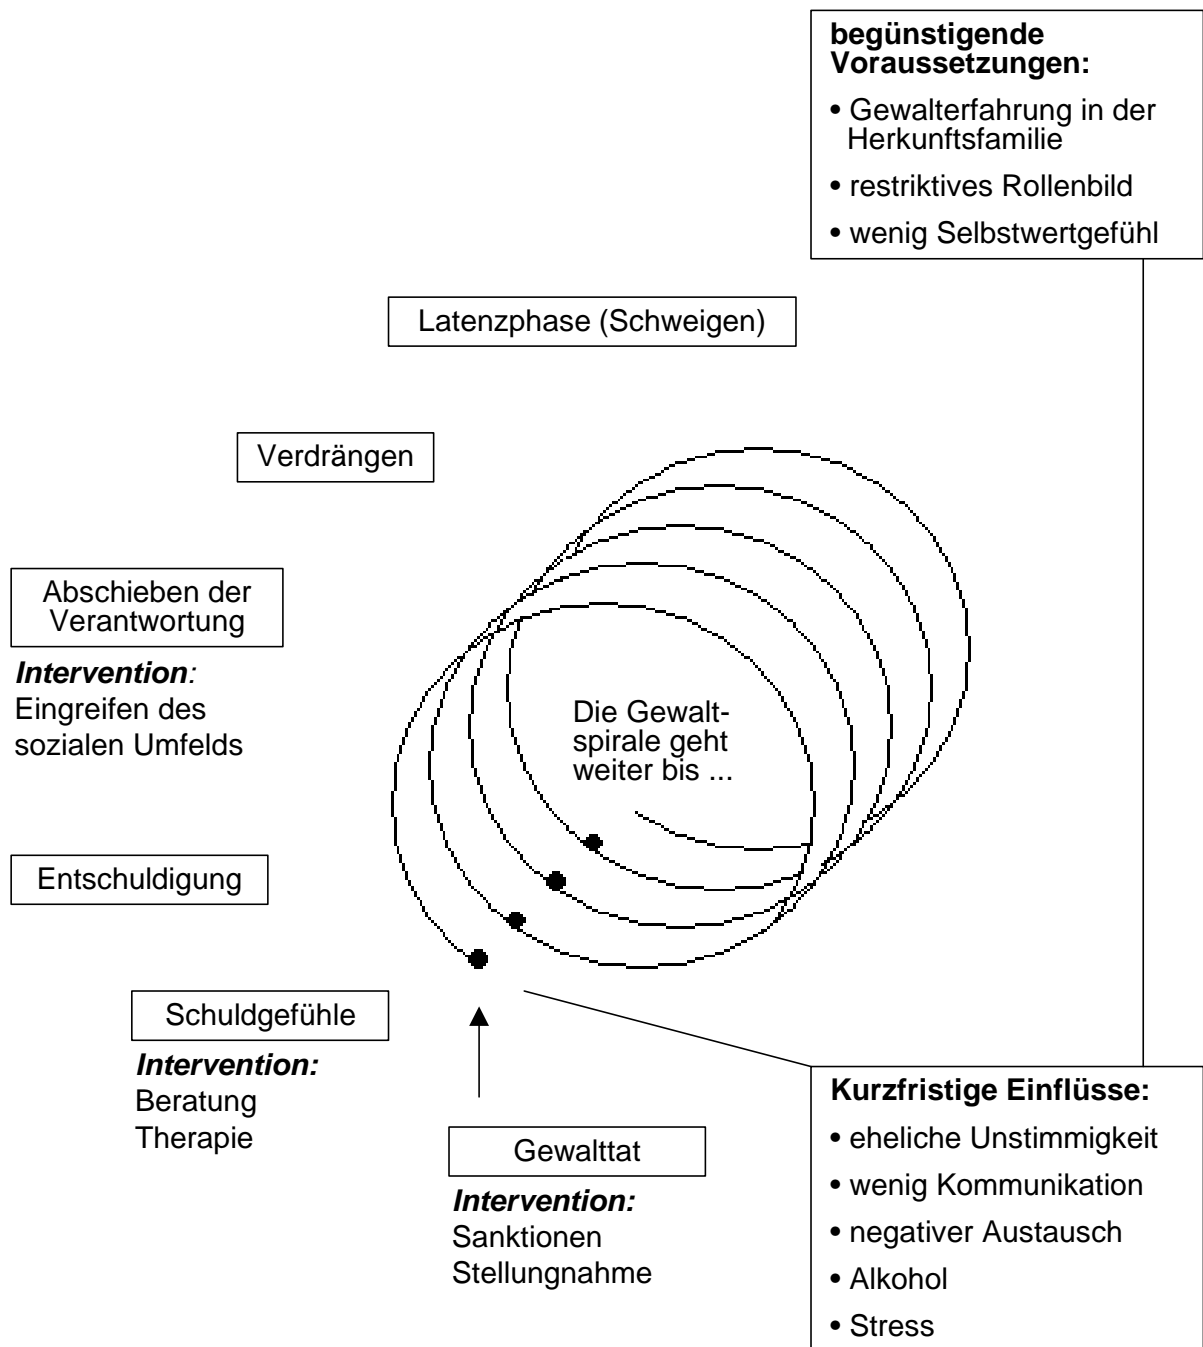 begünstigende
Voraussetzungen:
• Gewalterfahrung in der
Herkunftsfamilie
• restriktives Rollenbild
• wenig Selbstwertgefühl
Latenzphase (Schweigen)
Verdrängen
Abschieben der
Verantwortung
Intervention:
Eingreifen des
sozialen Umfelds
Die Gewalt-
spirale geht
weiter bis ...
Entschuldigung
Schuldgefühle
Intervention:
Beratung
Therapie
Gewalttat
Intervention:
Sanktionen
Stellungnahme
Kurzfristige Einflüsse:
• eheliche Unstimmigkeit
• wenig Kommunikation
• negativer Austausch
• Alkohol
• Stress